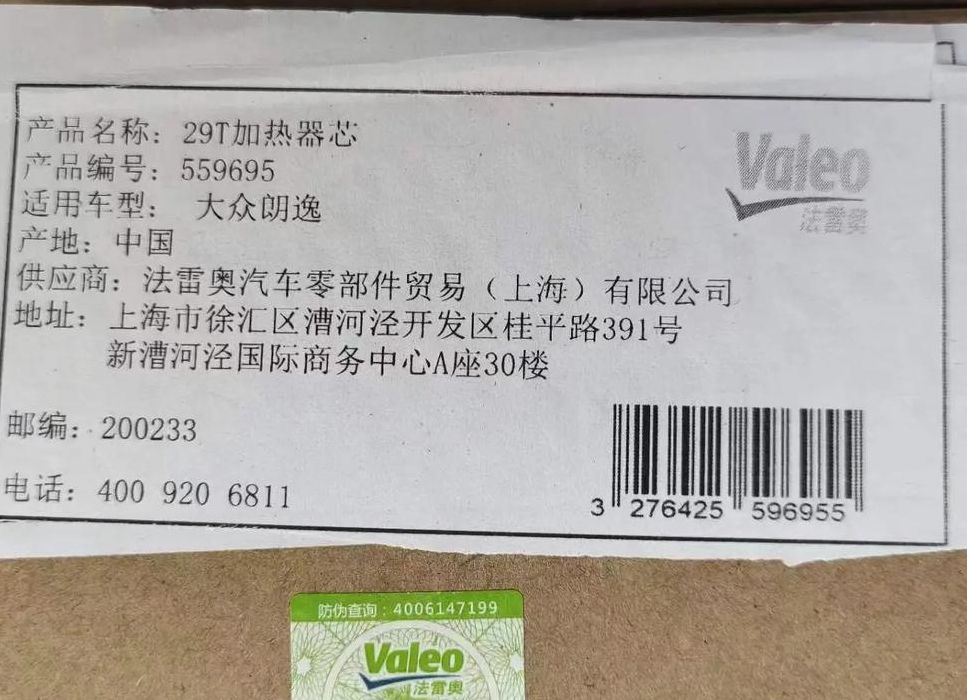 产品名称：29T加热器芯
产品编号：559695
适用车型： 大众朗逸
产地：中国
供应商：法雷奥汽车零部件贸易（上海）有限公司
地址：上海市徐汇区漕河泾开发区桂平路391号
新漕河泾国际商务中心A座30楼
邮编：200233
电话：400 920 6811
Valeo
法雷奥
3 276425 596955
防伪查询：4006147199
Valeo
法雷奥